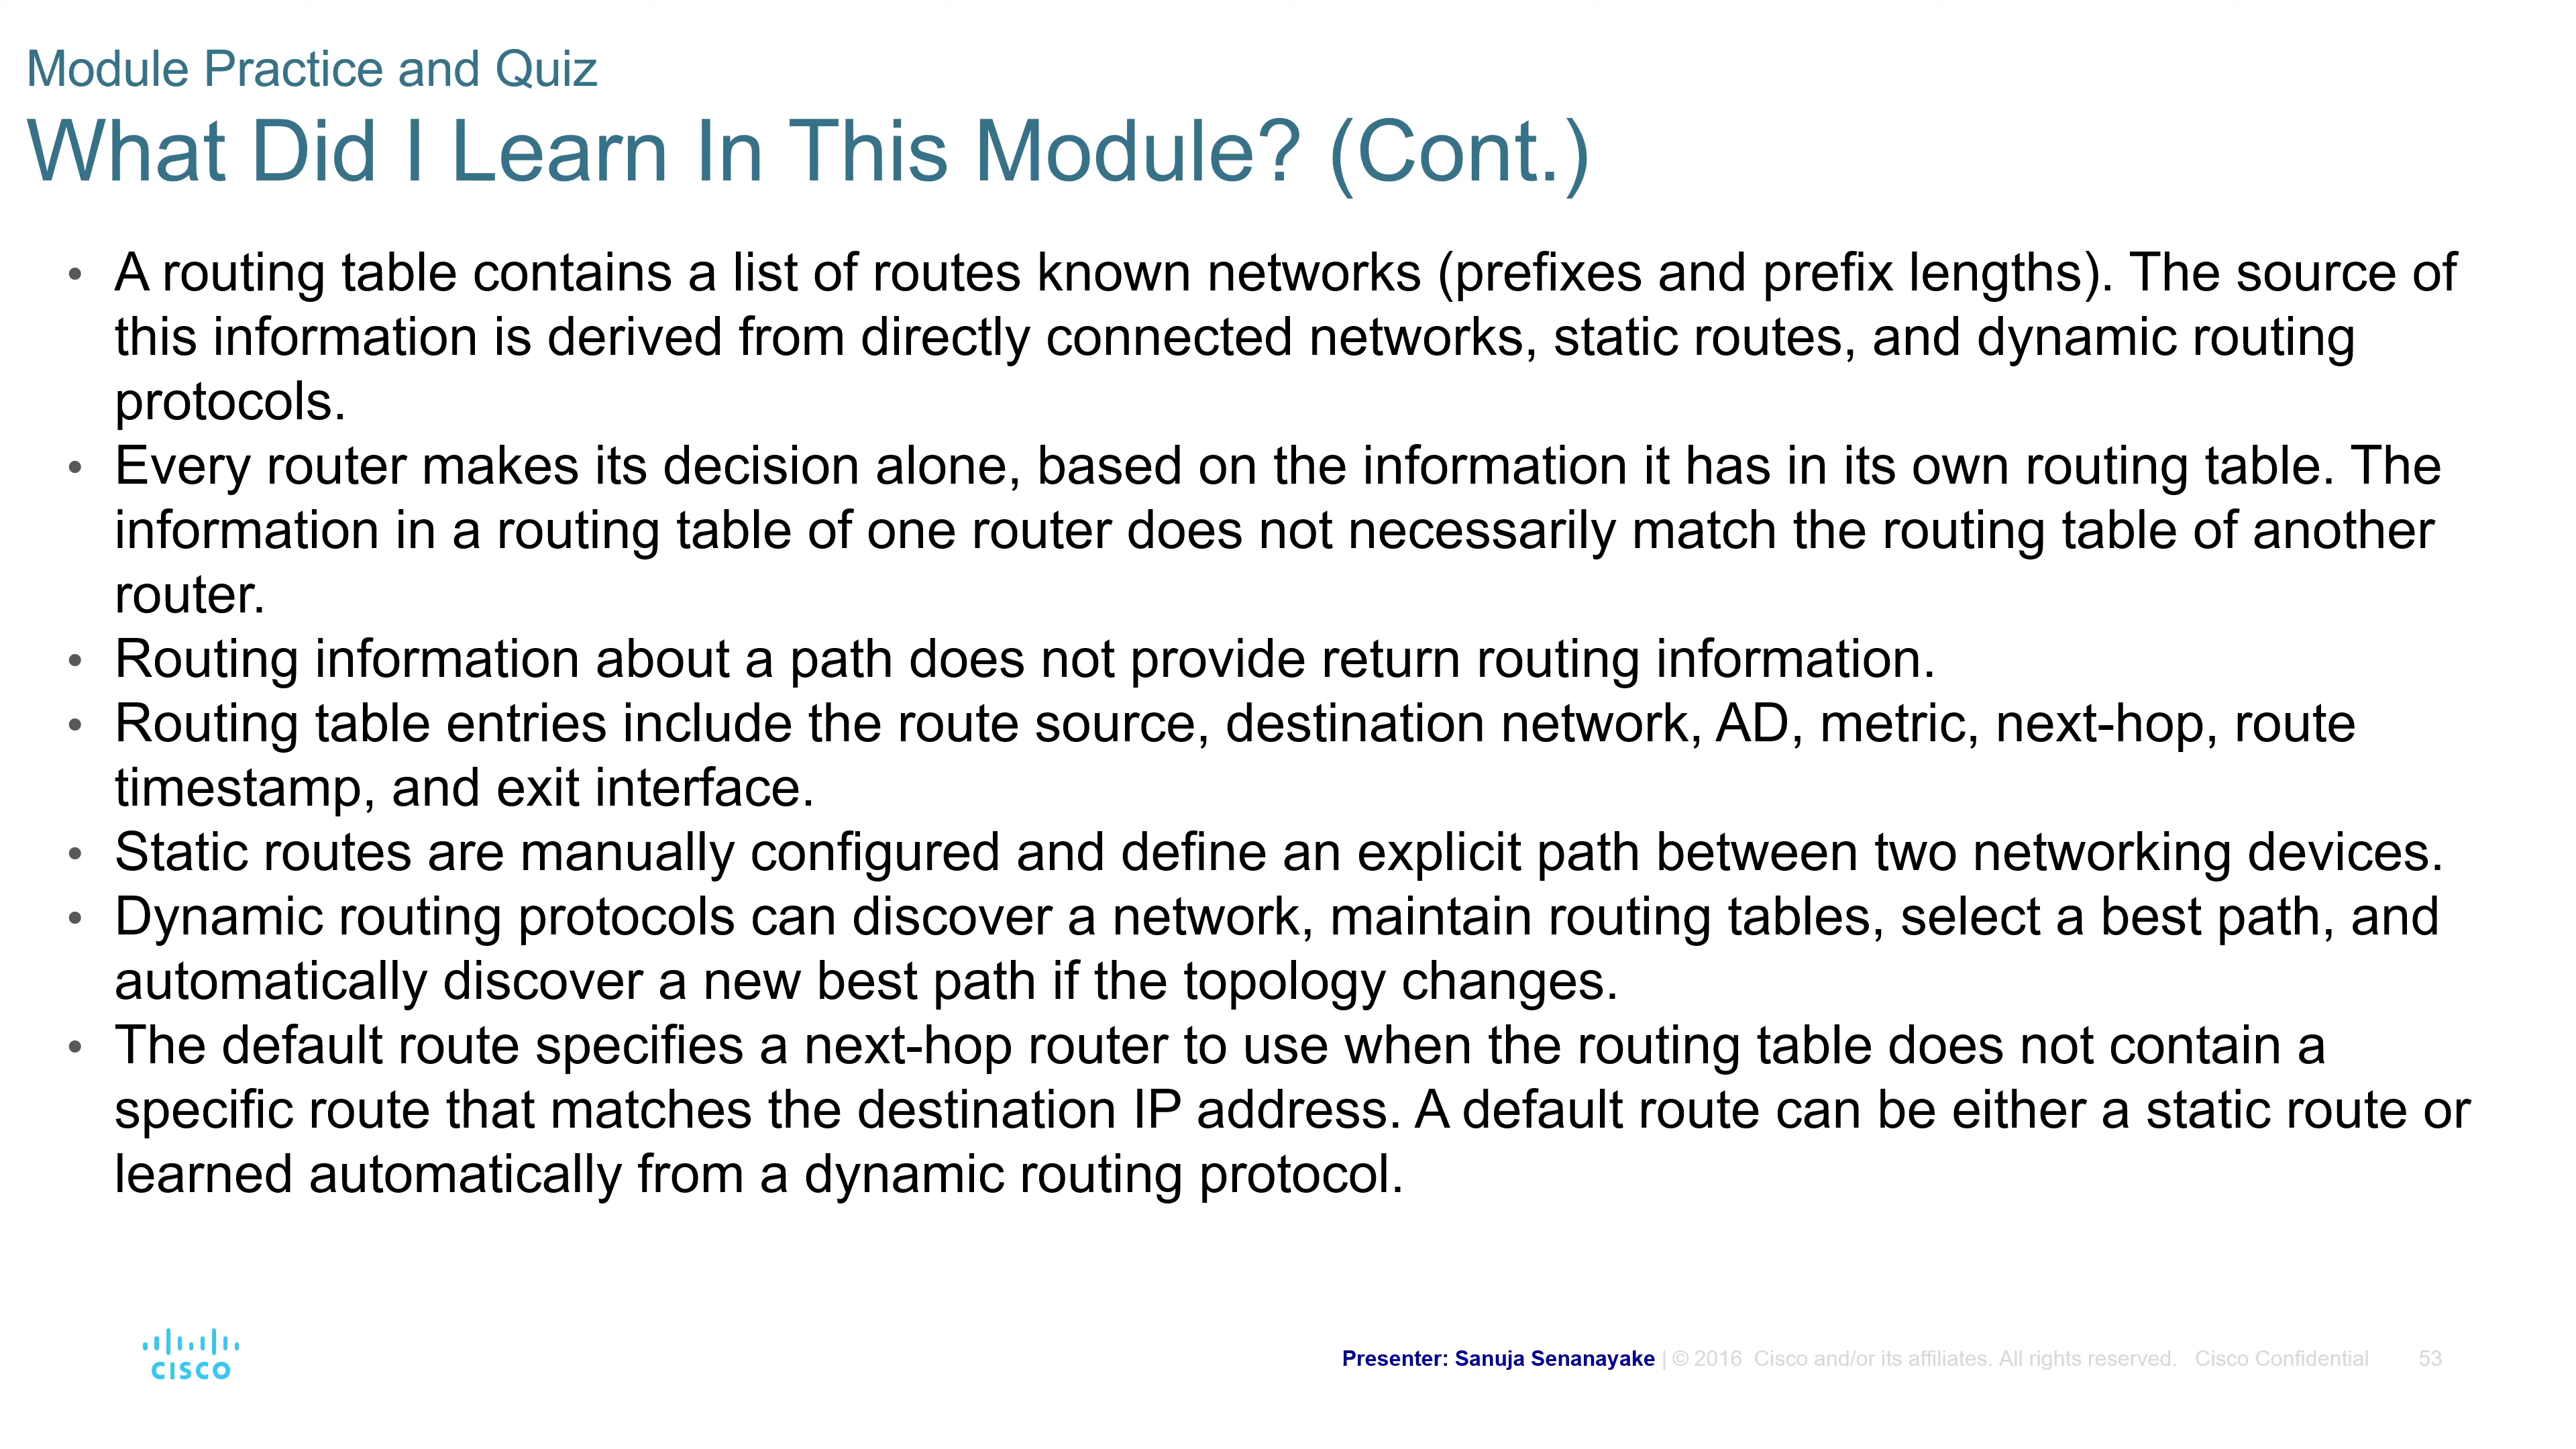 Module Practice and Quiz
What Did I Learn In This Module? (Cont.)
• A routing table contains a list of routes known networks (prefixes and prefix lengths). The source of
this information is derived from directly connected networks, static routes, and dynamic routing
protocols.
• Every router makes its decision alone, based on the information it has in its own routing table. The
information in a routing table of one router does not necessarily match the routing table of another
router.
• Routing information about a path does not provide return routing information.
• Routing table entries include the route source, destination network, AD, metric, next-hop, route
timestamp, and exit interface.
• Static routes are manually configured and define an explicit path between two networking devices.
• Dynamic routing protocols can discover a network, maintain routing tables, select a best path, and
automatically discover a new best path if the topology changes.
• The default route specifies a next-hop router to use when the routing table does not contain a
specific route that matches the destination IP address. A default route can be either a static route or
learned automatically from a dynamic routing protocol.
CISCO
Presenter: Sanuja Senanayake | © 2016 Cisco and/or its affiliates. All rights reserved. Cisco Confidential 53